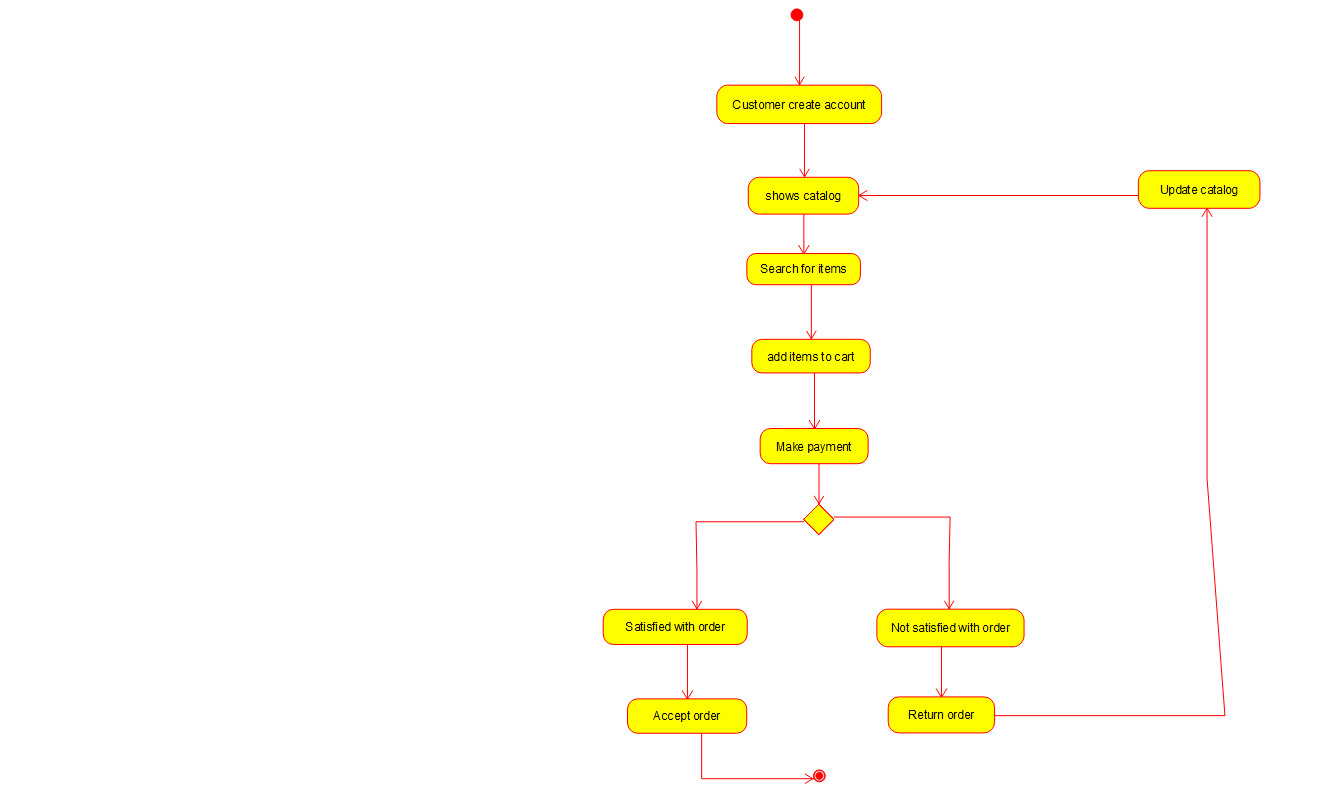 Customer create account
shows catalog
Update catalog
Search for items
add items to cart
Make payment
Satisfied with order
Not satisfied with order
Accept order
Return order